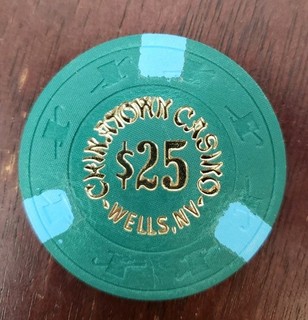 CHINATOWN CASINO
$25
WELLS, NV.